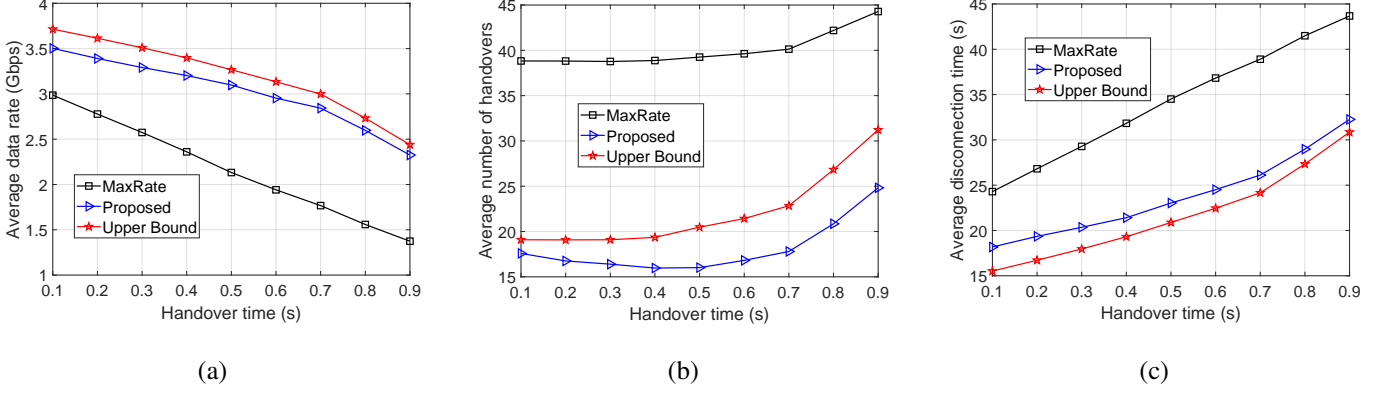 4
3.5
3
2.5
2
1.5
1
Average data rate (Gbps)
MaxRate
Proposed
Upper Bound
0.1 0.2 0.3 0.4 0.5 0.6 0.7 0.8 0.9
Handover time (s)
(a)
45
40
35
30
25
20
15
Average number of handovers
MaxRate
Proposed
Upper Bound
0.1 0.2 0.3 0.4 0.5 0.6 0.7 0.8 0.9
Handover time (s)
(b)
45
40
35
30
25
20
15
Average disconnection time (s)
MaxRate
Proposed
Upper Bound
0.1 0.2 0.3 0.4 0.5 0.6 0.7 0.8 0.9
Handover time (s)
(c)